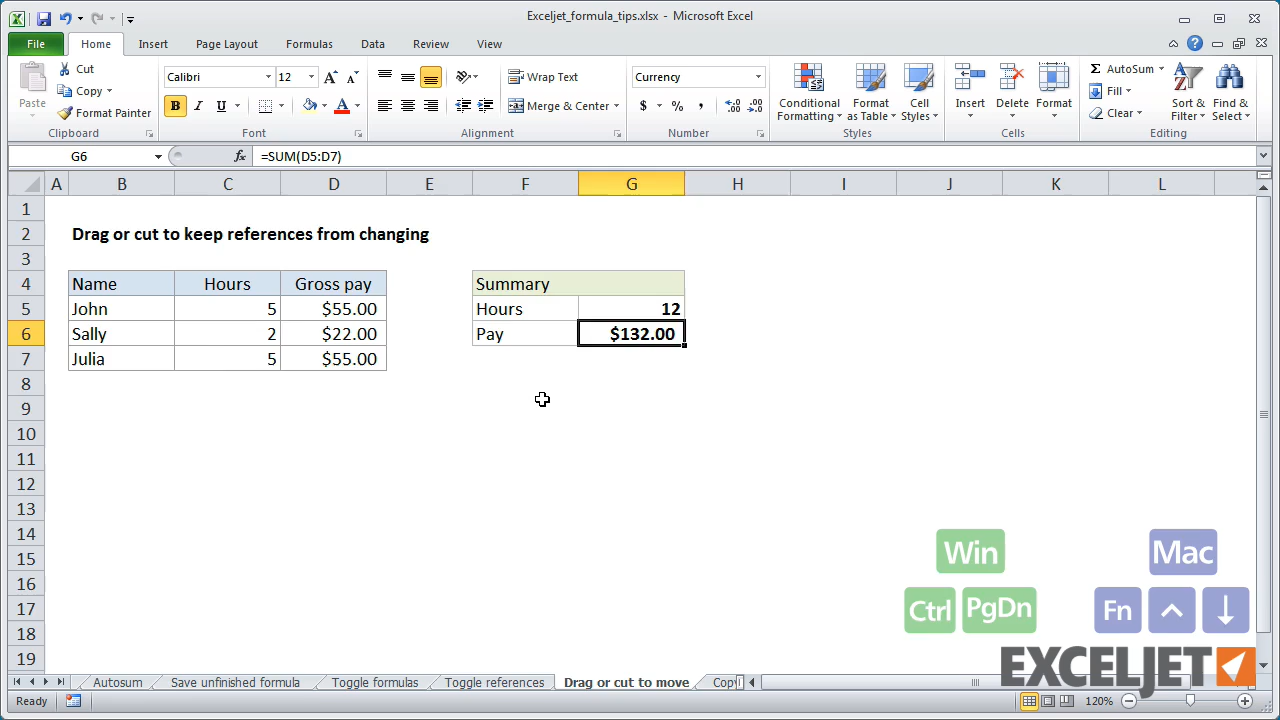 Exceljet_formula_tips.xlsx - Microsoft Excel
File Home Insert Page Layout Formulas Data Review View
Paste
Cut
Copy
Format Painter
Clipboard
Calibri 12
B I U A
Font
Wrap Text
Merge & Center
Alignment
Currency
$ % ,
Number
Conditional Formatting
Format as Table
Cell Styles
Styles
Insert Delete Format
Cells
Σ AutoSum
Fill
Clear
Sort & Filter
Find & Select
Editing
G6 fx =SUM(D5:D7)
A B C D E F G H I J K L
1
2 Drag or cut to keep references from changing
3
4 Name Hours Gross pay Summary
5 John 5 $55.00 Hours 12
6 Sally 2 $22.00 Pay $132.00
7 Julia 5 $55.00
8
9
10
11
12
13
14
15
16
17
18
19
Win Mac
Ctrl PgDn Fn ^ ↓
EXCELJET
Autosum Save unfinished formula Toggle formulas Toggle references Drag or cut to move Copy
Ready 120%